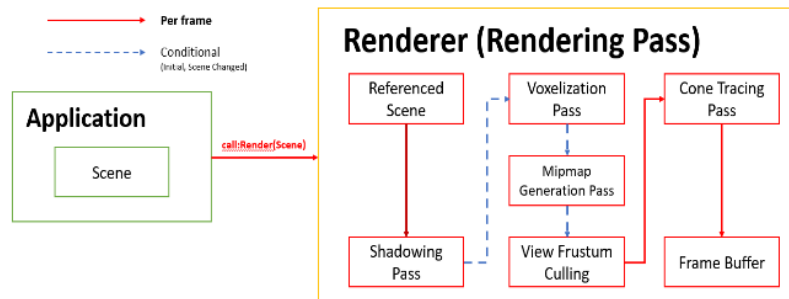 Per frame
Conditional
(Initial, Scene Changed)
Application
Scene
call:Render(Scene)
Renderer (Rendering Pass)
Referenced
Scene
Shadowing
Pass
Voxelization
Pass
Mipmap
Generation Pass
View Frustum
Culling
Cone Tracing
Pass
Frame Buffer